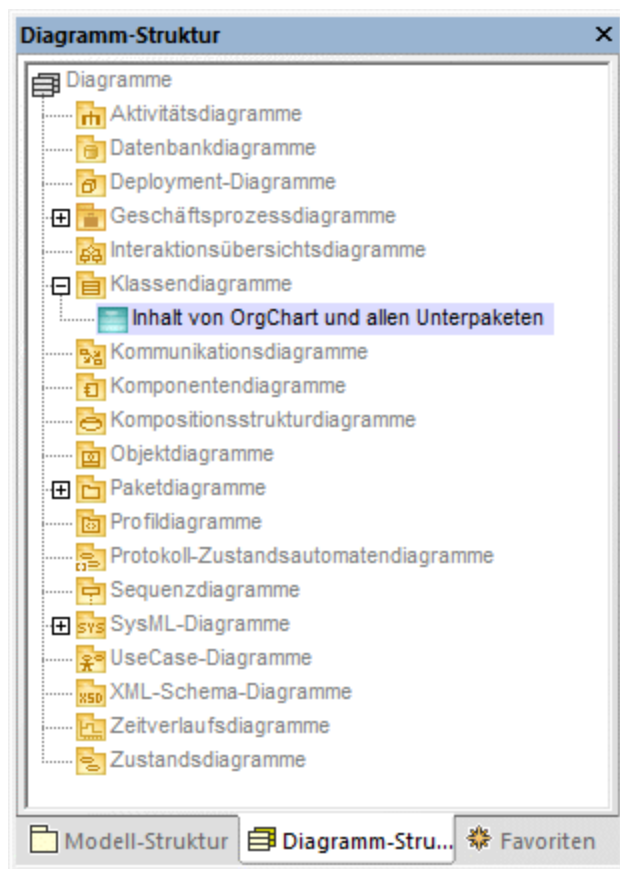 Diagramm-Struktur
Diagramme
Aktivitätsdiagramme
Datenbankdiagramme
Deployment-Diagramme
Geschäftsprozessdiagramme
Interaktionsübersichtsdiagramme
Klassendiagramme
Inhalt von OrgChart und allen Unterpaketen
Kommunikationsdiagramme
Komponentendiagramme
Kompositionsstrukturdiagramme
Objektdiagramme
Paketdiagramme
Profildiagramme
Protokoll-Zustandsautomatendiagramme
Sequenzdiagramme
SYS SysML-Diagramme
UseCase-Diagramme
XSD XML-Schema-Diagramme
Zeitverlaufsdiagramme
Zustandsdiagramme
Modell-Struktur Diagramm-Stru... Favoriten